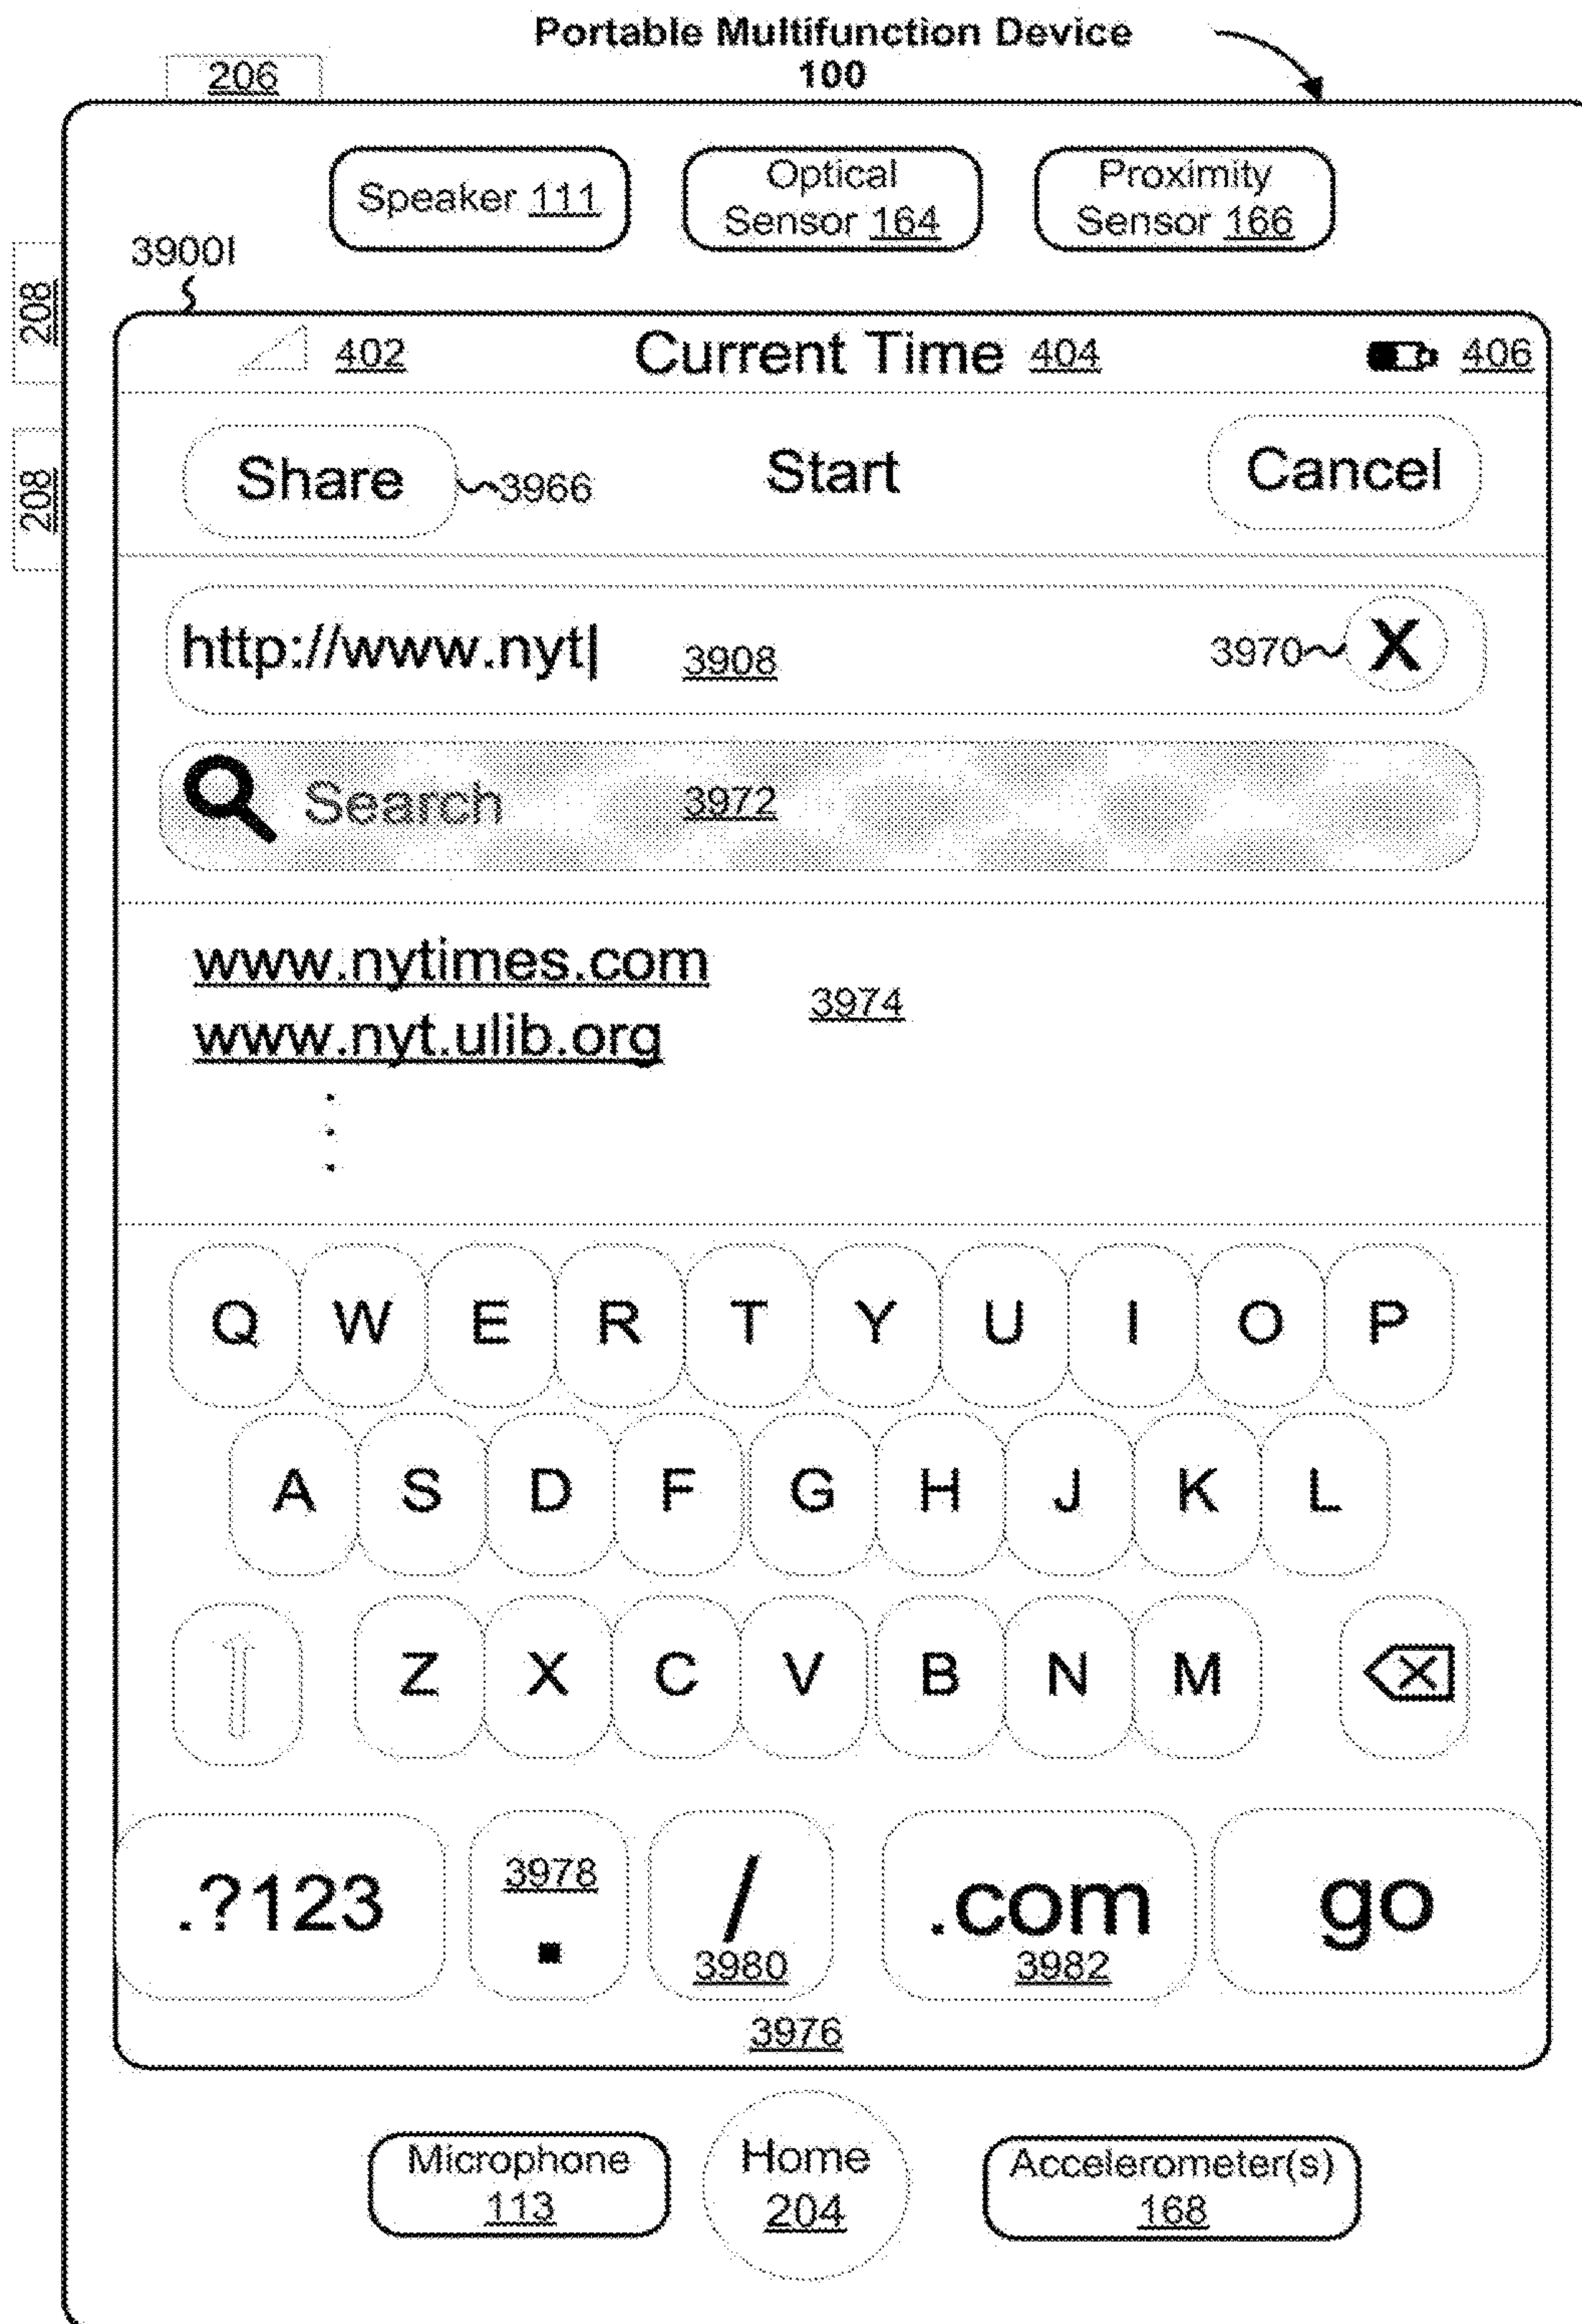 Portable Multifunction Device
100
206
Speaker 111
Optical
Sensor 164
Proximity
Sensor 166
3900I
208
208
402
Current Time 404
406
Share
3966
Start
Cancel
http://www.nyt|
3908
3970
X
Search
3972
www.nytimes.com
3974
www.nyt.ulib.org
Q W E R T Y U I O P
A S D F G H J K L
Z X C V B N M
.?123
3978
.
/
3980
.com
3982
go
3976
Microphone
113
Home
204
Accelerometer(s)
168